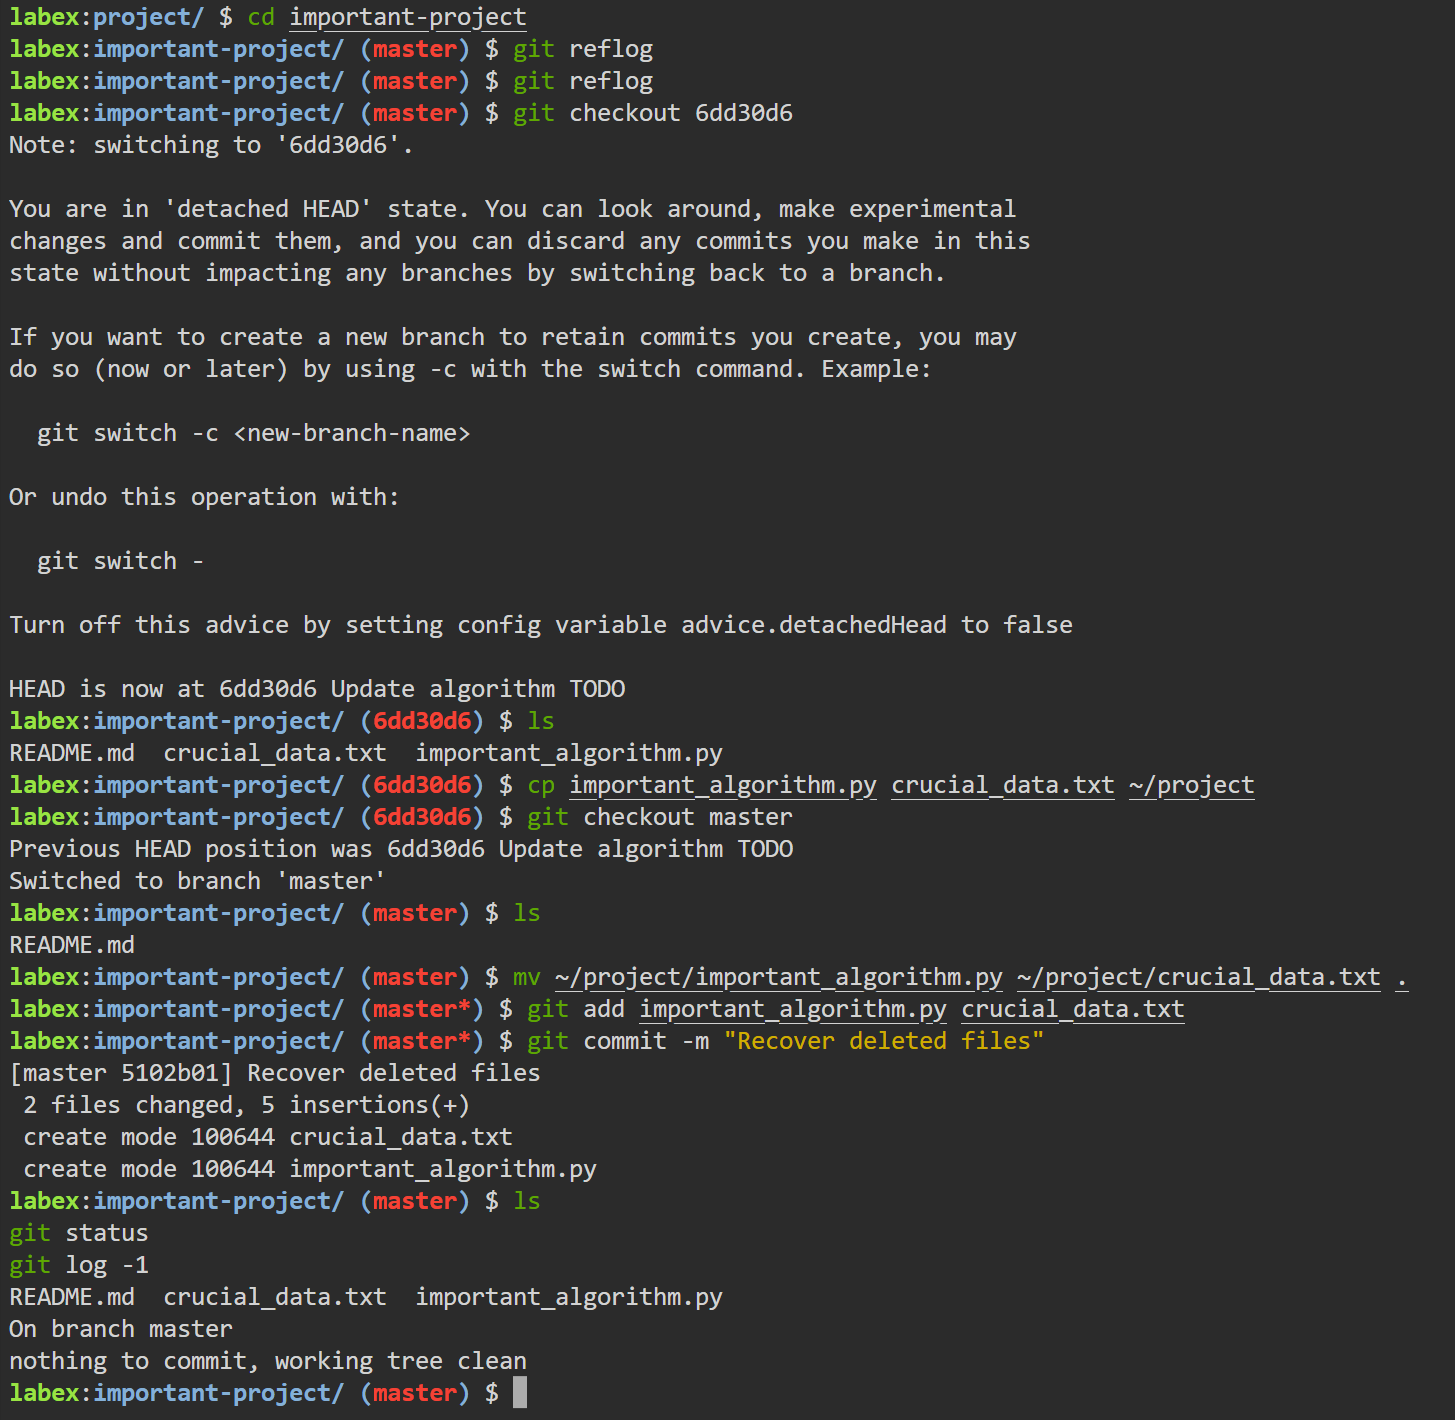 labex:project/ $ cd important-project
labex:important-project/ (master) $ git reflog
labex:important-project/ (master) $ git reflog
labex:important-project/ (master) $ git checkout 6dd30d6
Note: switching to '6dd30d6'.
You are in 'detached HEAD' state. You can look around, make experimental
changes and commit them, and you can discard any commits you make in this
state without impacting any branches by switching back to a branch.
If you want to create a new branch to retain commits you create, you may
do so (now or later) by using -c with the switch command. Example:
  git switch -c <new-branch-name>
Or undo this operation with:
  git switch -
Turn off this advice by setting config variable advice.detachedHead to false
HEAD is now at 6dd30d6 Update algorithm TODO
labex:important-project/ (6dd30d6) $ ls
README.md  crucial_data.txt  important_algorithm.py
labex:important-project/ (6dd30d6) $ cp important_algorithm.py crucial_data.txt ~/project
labex:important-project/ (6dd30d6) $ git checkout master
Previous HEAD position was 6dd30d6 Update algorithm TODO
Switched to branch 'master'
labex:important-project/ (master) $ ls
README.md
labex:important-project/ (master) $ mv ~/project/important_algorithm.py ~/project/crucial_data.txt .
labex:important-project/ (master*) $ git add important_algorithm.py crucial_data.txt
labex:important-project/ (master*) $ git commit -m "Recover deleted files"
[master 5102b01] Recover deleted files
 2 files changed, 5 insertions(+)
 create mode 100644 crucial_data.txt
 create mode 100644 important_algorithm.py
labex:important-project/ (master) $ ls
git status
git log -1
README.md  crucial_data.txt  important_algorithm.py
On branch master
nothing to commit, working tree clean
labex:important-project/ (master) $